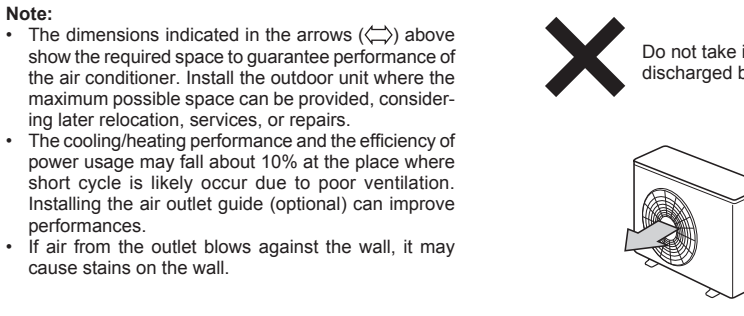 Note:
• The dimensions indicated in the arrows (⇔) above
show the required space to guarantee performance of
the air conditioner. Install the outdoor unit where the
maximum possible space can be provided, consider-
ing later relocation, services, or repairs.
• The cooling/heating performance and the efficiency of
power usage may fall about 10% at the place where
short cycle is likely occur due to poor ventilation.
Installing the air outlet guide (optional) can improve
performances.
• If air from the outlet blows against the wall, it may
cause stains on the wall.
Do not take
discharged